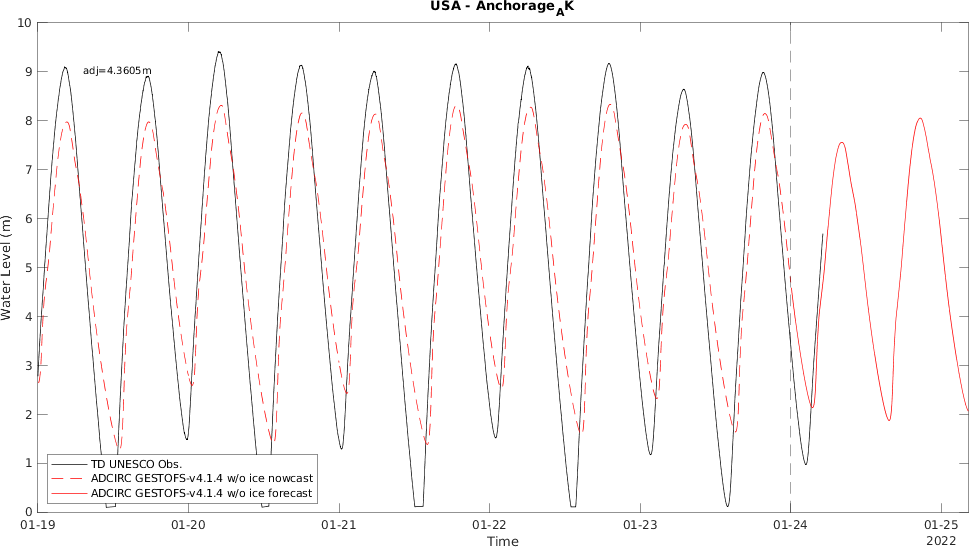 USA - Anchorage_AK
adj=4.3605m
10
9
8
7
6
5
4
3
2
1
0
Water Level (m)
TD UNESCO Obs.
ADCIRC GESTOFS-v4.1.4 w/o ice nowcast
ADCIRC GESTOFS-v4.1.4 w/o ice forecast
01-19 01-20 01-21 01-22 01-23 01-24 01-25
Time
2022